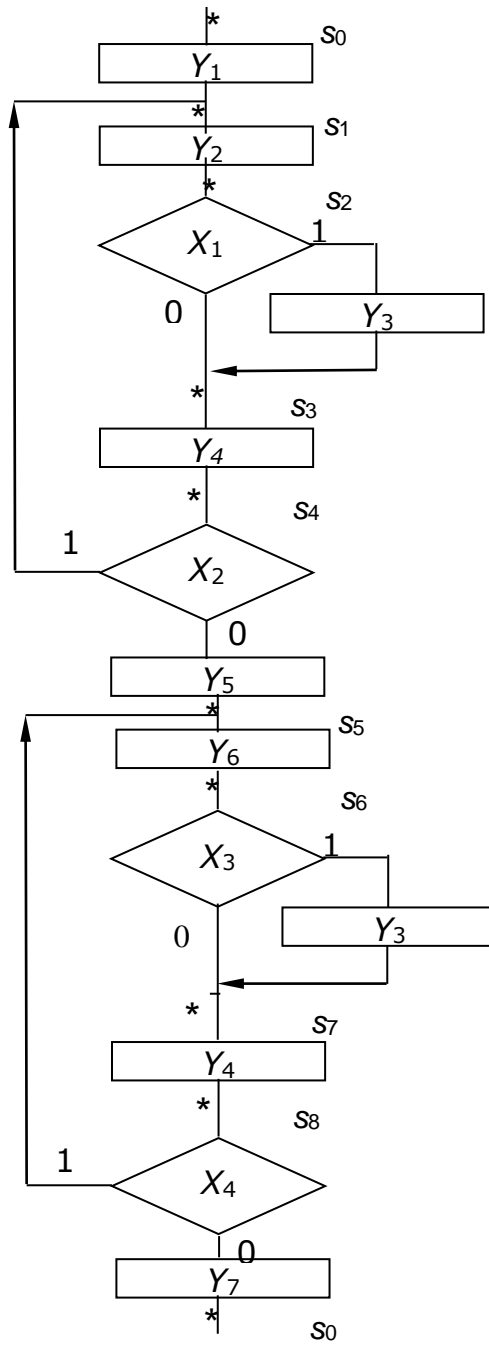 * s0
Y1
* s1
Y2
* s2
X1 1
0
Y3
* s3
Y4
* s4
1 X2
0
Y5
* s5
Y6
* s6
X3 1
0
Y3
* s7
Y4
* s8
1 X4
0
Y7
* s0